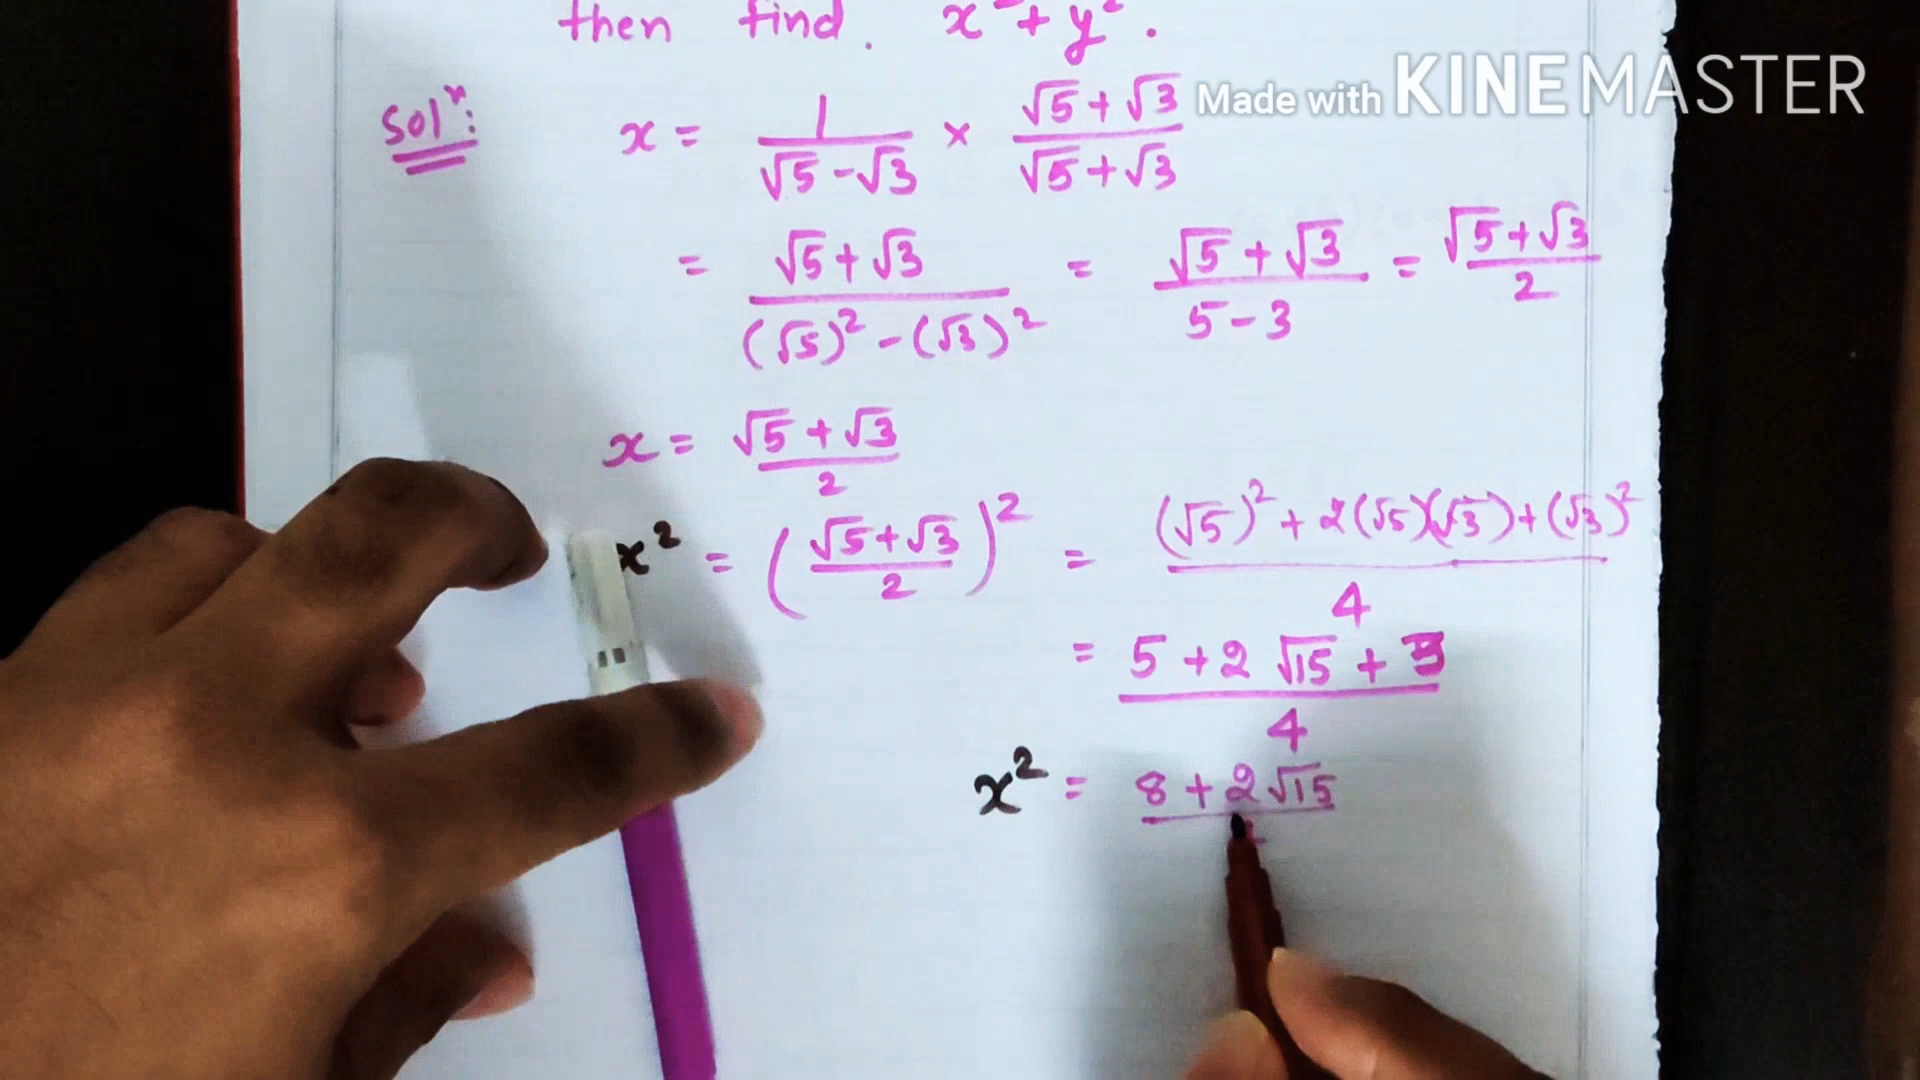 then find. x² + y².
Made with KINEMASTER
Solⁿ: x = 1/(√5 - √3) × (√5 + √3)/(√5 + √3)
= (√5 + √3)/((√5)² - (√3)²) = (√5 + √3)/(5 - 3) = (√5 + √3)/2
x = (√5 + √3)/2
x² = ((√5 + √3)/2)² = ((√5)² + 2(√5)(√3) + (√3)²)/4
= (5 + 2√15 + 3)/4
x² = 8 + 2√15